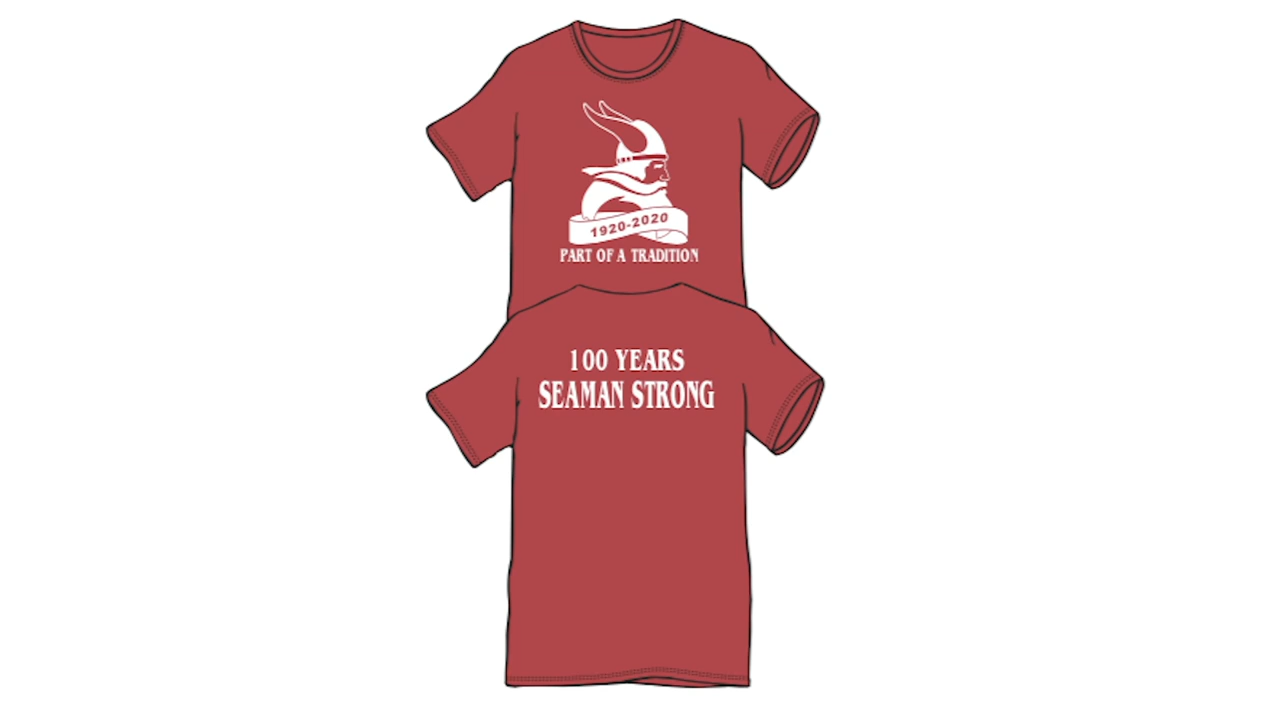 1920-2020
PART OF A TRADITION
100 YEARS
SEAMAN STRONG